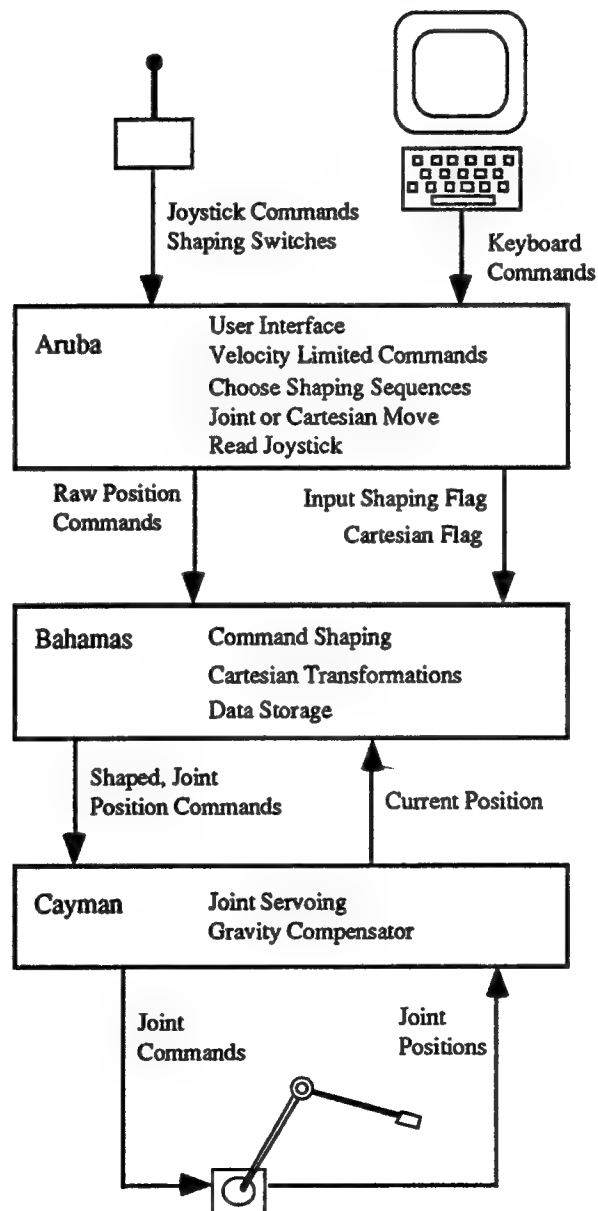 Joystick Commands
Shaping Switches
Keyboard
Commands
Aruba
User Interface
Velocity Limited Commands
Choose Shaping Sequences
Joint or Cartesian Move
Read Joystick
Raw Position
Commands
Input Shaping Flag
Cartesian Flag
Bahamas
Command Shaping
Cartesian Transformations
Data Storage
Shaped, Joint
Position Commands
Current Position
Cayman
Joint Servoing
Gravity Compensator
Joint
Commands
Joint
Positions